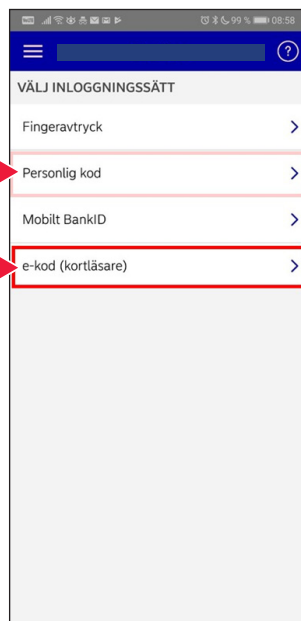 99 % 08:58
?
VÄLJ INLOGGNINGSSÄTT
Fingeravtryck
Personlig kod
Mobilt BankID
e-kod (kortläsare)